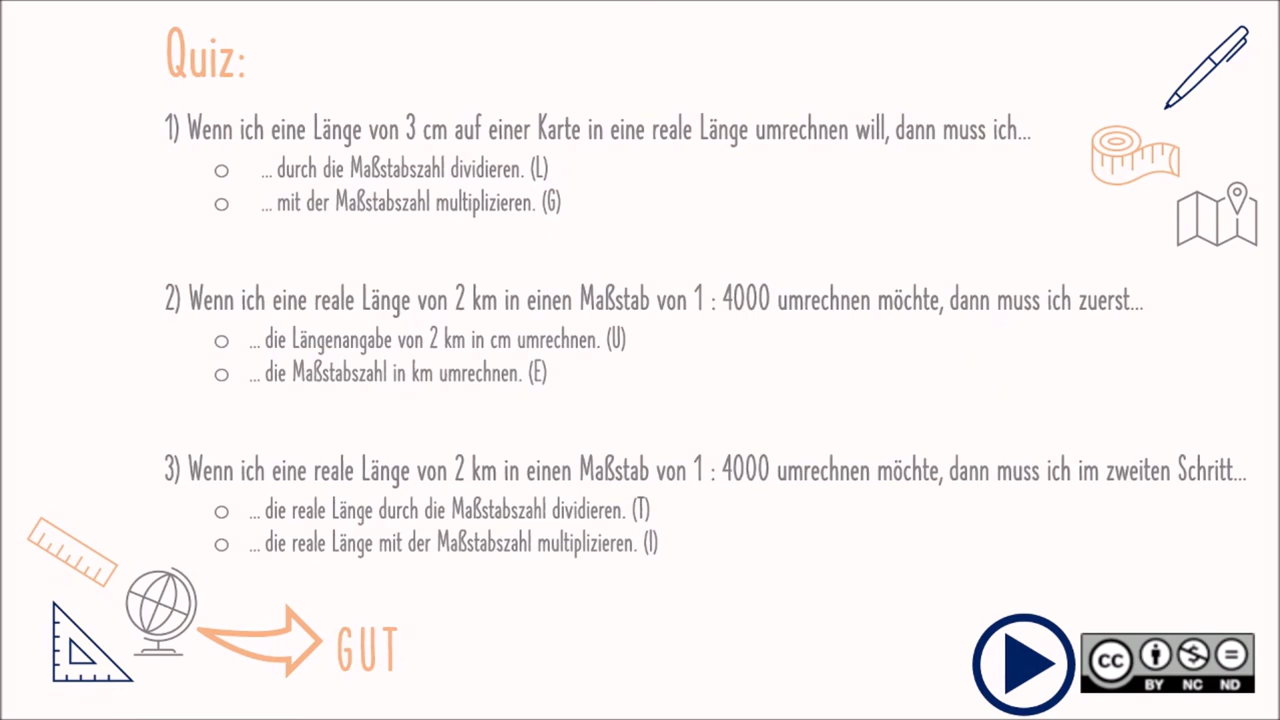 Quiz:
1) Wenn ich eine Länge von 3 cm auf einer Karte in eine reale Länge umrechnen will, dann muss ich...
o ... durch die Maßstabszahl dividieren. (L)
o ... mit der Maßstabszahl multiplizieren. (G)
2) Wenn ich eine reale Länge von 2 km in einen Maßstab von 1 : 4000 umrechnen möchte, dann muss ich zuerst...
o ... die Längenangabe von 2 km in cm umrechnen. (U)
o ... die Maßstabszahl in km umrechnen. (E)
3) Wenn ich eine reale Länge von 2 km in einen Maßstab von 1 : 4000 umrechnen möchte, dann muss ich im zweiten Schritt...
o ... die reale Länge durch die Maßstabszahl dividieren. (T)
o ... die reale Länge mit der Maßstabszahl multiplizieren. (I)
GUT
CC BY NC ND